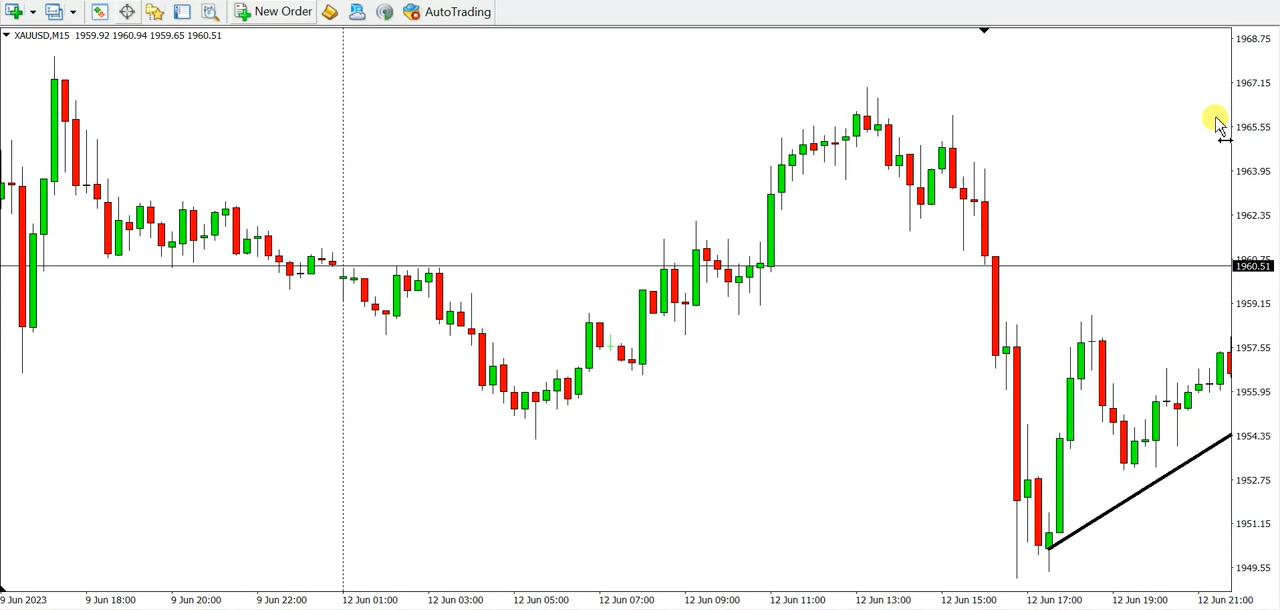 New Order
AutoTrading
XAUUSD,M15 1959.92 1960.94 1959.65 1960.51
1968.75
1967.15
1965.55
1963.95
1962.35
1960.75
1960.51
1959.15
1957.55
1955.95
1954.35
1952.75
1951.15
1949.55
9 Jun 2023
9 Jun 18:00
9 Jun 20:00
9 Jun 22:00
12 Jun 01:00
12 Jun 03:00
12 Jun 05:00
12 Jun 07:00
12 Jun 09:00
12 Jun 11:00
12 Jun 13:00
12 Jun 15:00
12 Jun 17:00
12 Jun 19:00
12 Jun 21:00